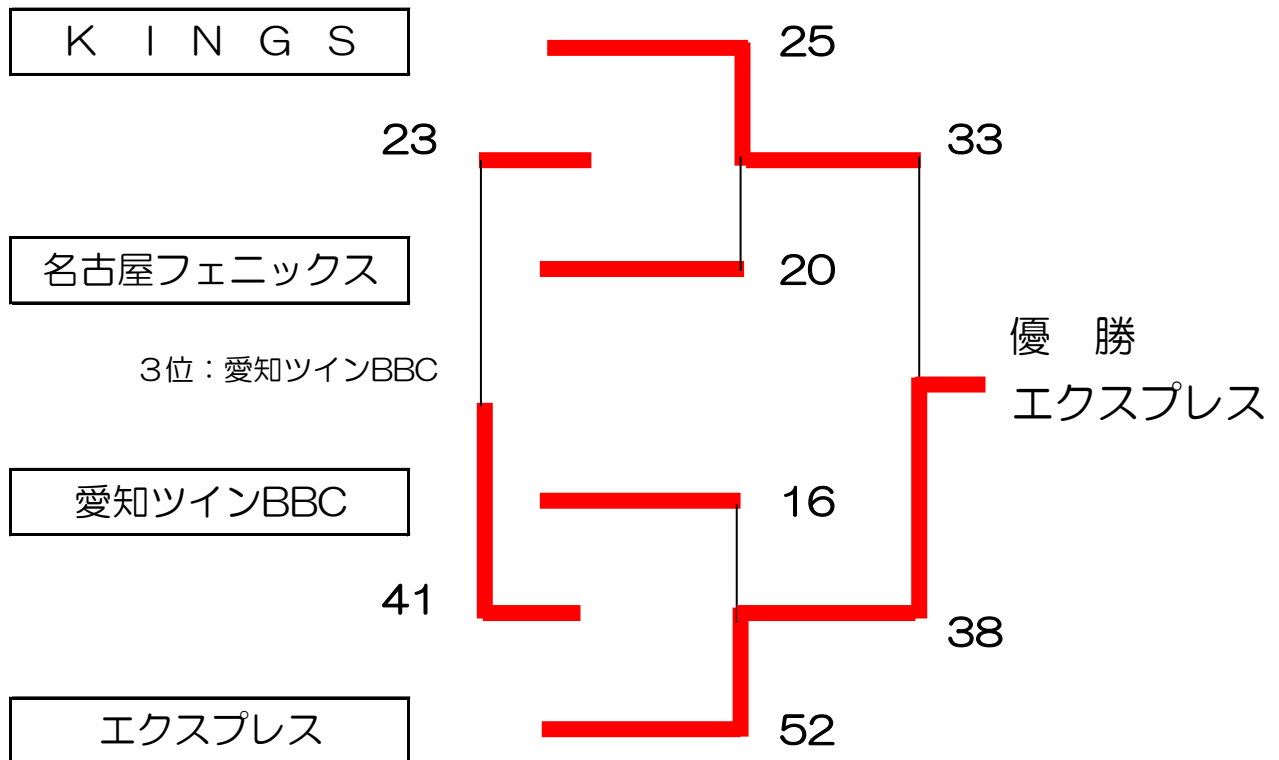 K I N G S
25
23
33
名古屋フェニックス
20
優 勝
3位：愛知ツインBBC
エクスプレス
愛知ツインBBC
16
41
38
エクスプレス
52